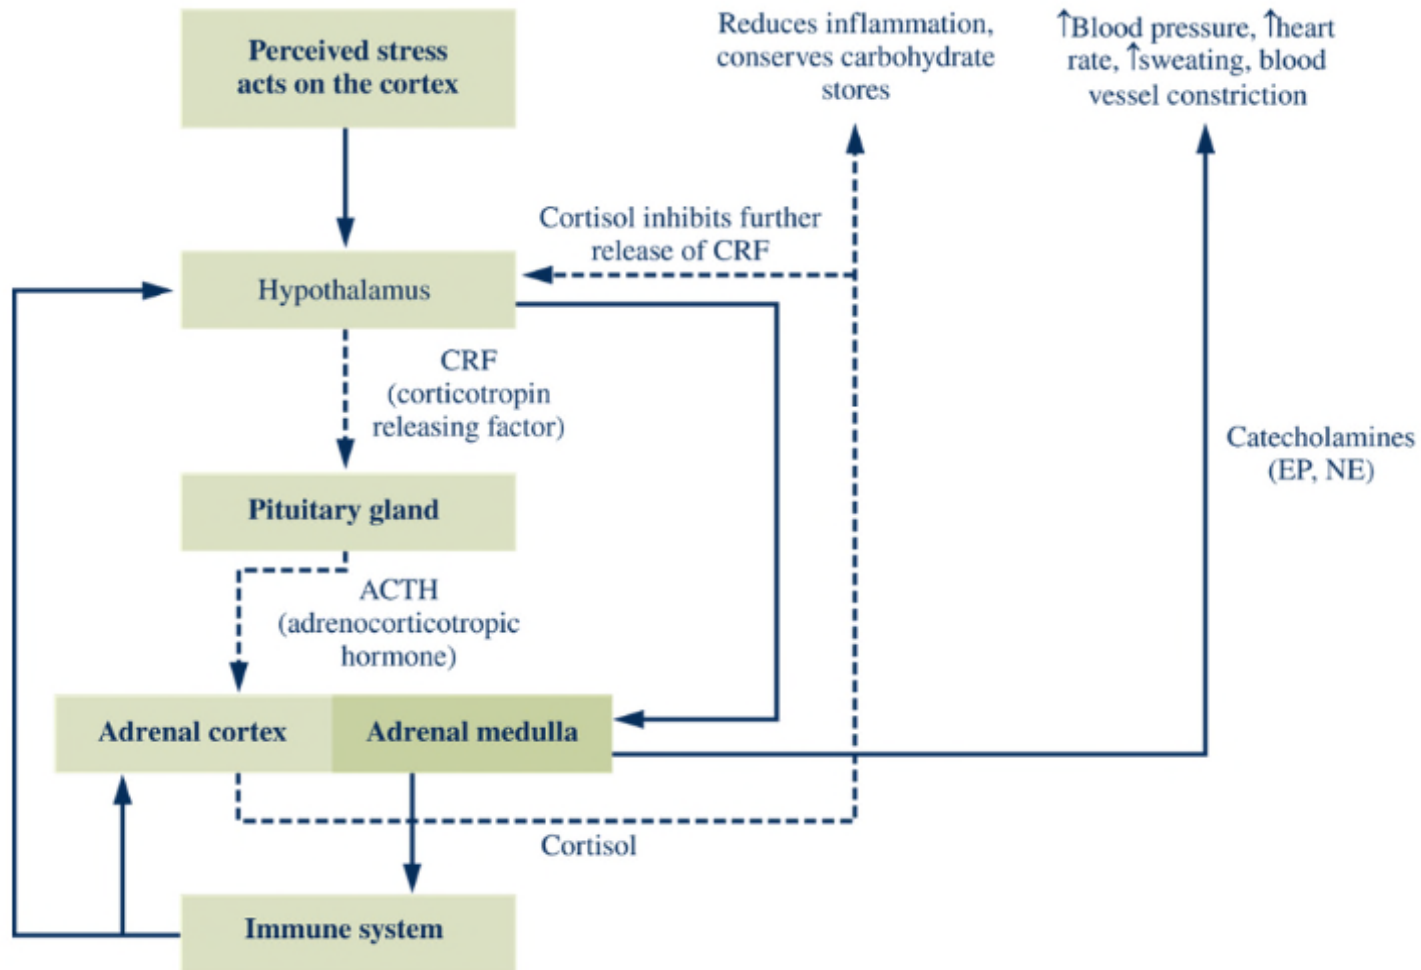 Perceived stress
acts on the cortex
Reduces inflammation,
conserves carbohydrate
stores
↑Blood pressure, ↑heart
rate, ↑sweating, blood
vessel constriction
Cortisol inhibits further
release of CRF
Hypothalamus
CRF
(corticotropin
releasing factor)
Catecholamines
(EP, NE)
Pituitary gland
ACTH
(adrenocorticotropic
hormone)
Adrenal cortex
Adrenal medulla
Cortisol
Immune system